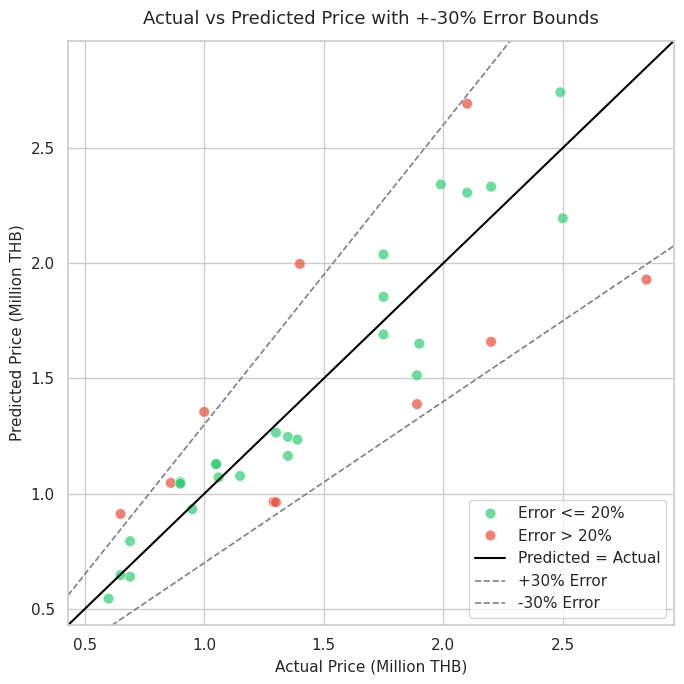 Actual vs Predicted Price with +-30% Error Bounds
Predicted Price (Million THB)
2.5
2.0
1.5
1.0
0.5
0.5 1.0 1.5 2.0 2.5
Actual Price (Million THB)
Error <= 20%
Error > 20%
Predicted = Actual
+30% Error
-30% Error